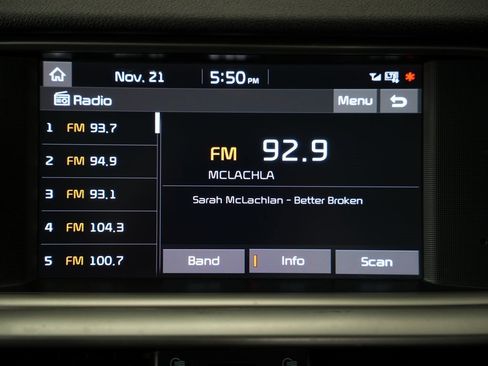 Nov. 21 5:50 PM LTE
Radio Menu
1 FM 93.7
2 FM 94.9
3 FM 93.1
4 FM 104.3
5 FM 100.7
FM 92.9
MCLACHLA
Sarah McLachlan - Better Broken
Band Info Scan